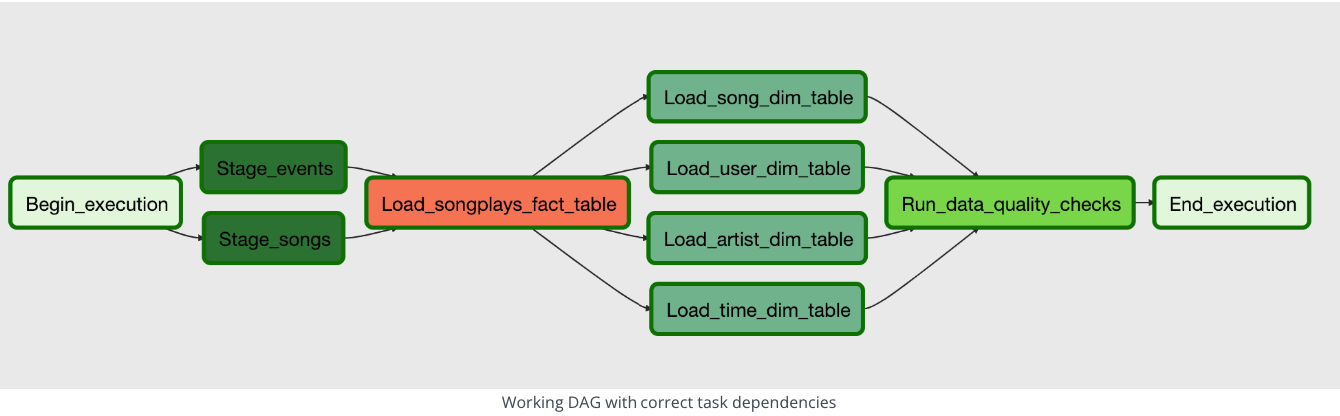 Begin_execution
Stage_events
Stage_songs
Load_songplays_fact_table
Load_song_dim_table
Load_user_dim_table
Load_artist_dim_table
Load_time_dim_table
Run_data_quality_checks
End_execution
Working DAG with correct task dependencies